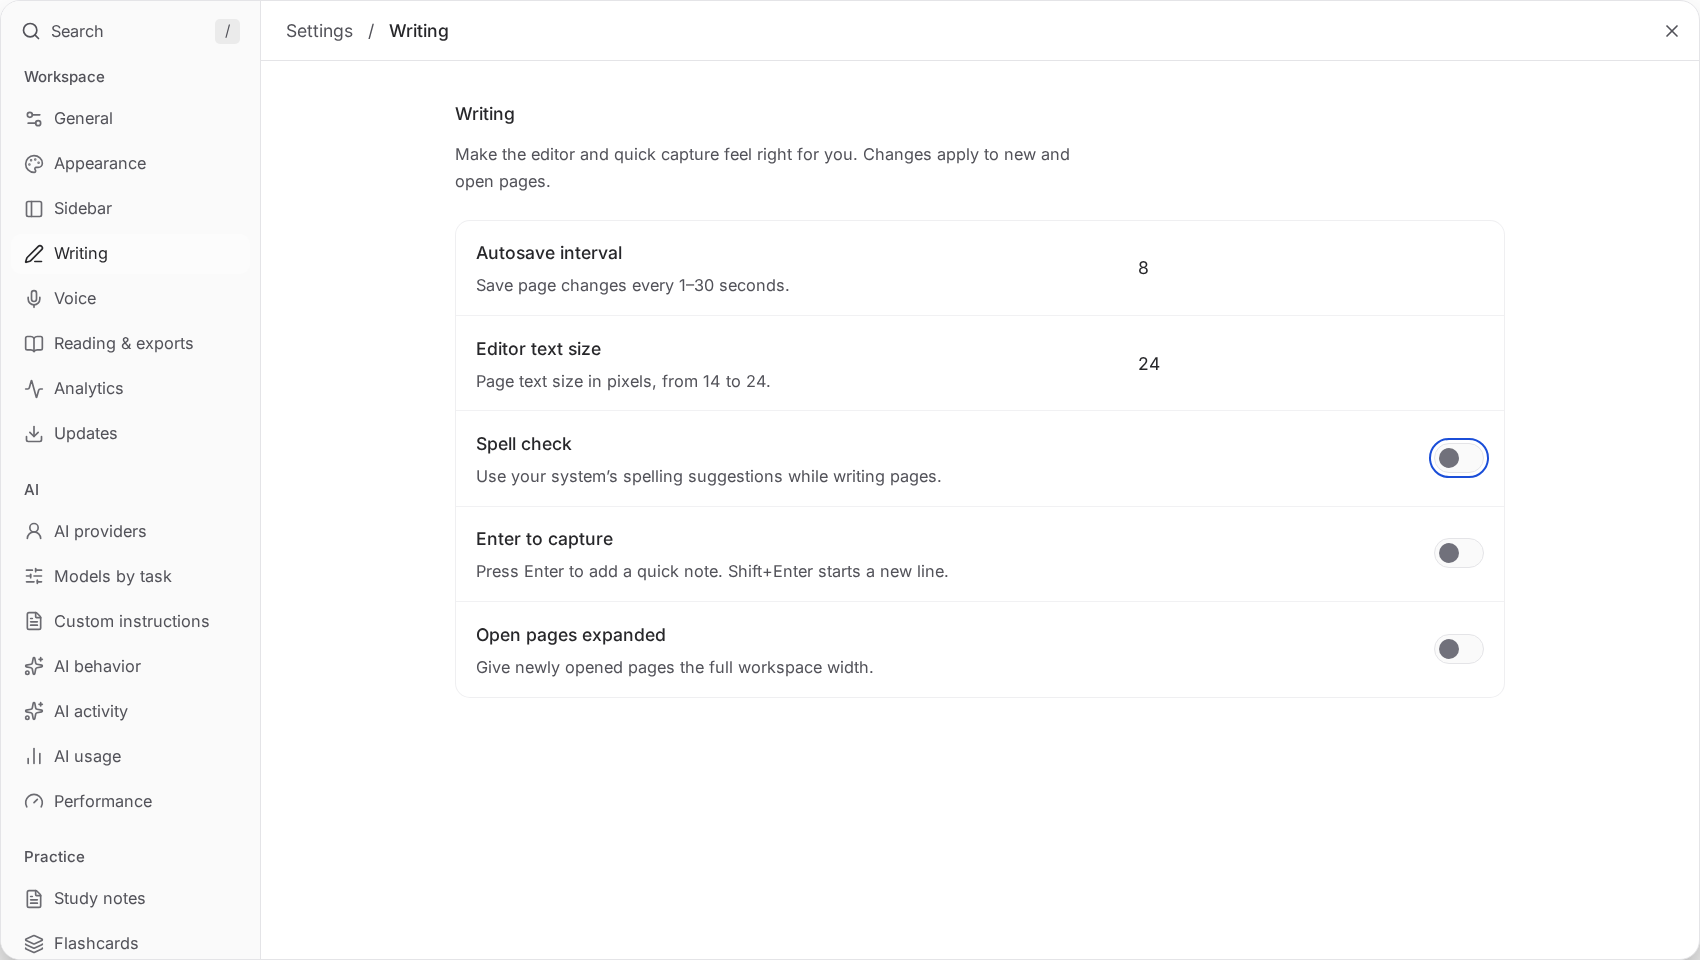 Search
/
Workspace
General
Appearance
Sidebar
Writing
Voice
Reading & exports
Analytics
Updates
AI
AI providers
Models by task
Custom instructions
AI behavior
AI activity
AI usage
Performance
Practice
Study notes
Flashcards
Settings / Writing
Writing
Make the editor and quick capture feel right for you. Changes apply to new and
open pages.
Autosave interval
Save page changes every 1–30 seconds.
8
Editor text size
Page text size in pixels, from 14 to 24.
24
Spell check
Use your system’s spelling suggestions while writing pages.
Enter to capture
Press Enter to add a quick note. Shift+Enter starts a new line.
Open pages expanded
Give newly opened pages the full workspace width.